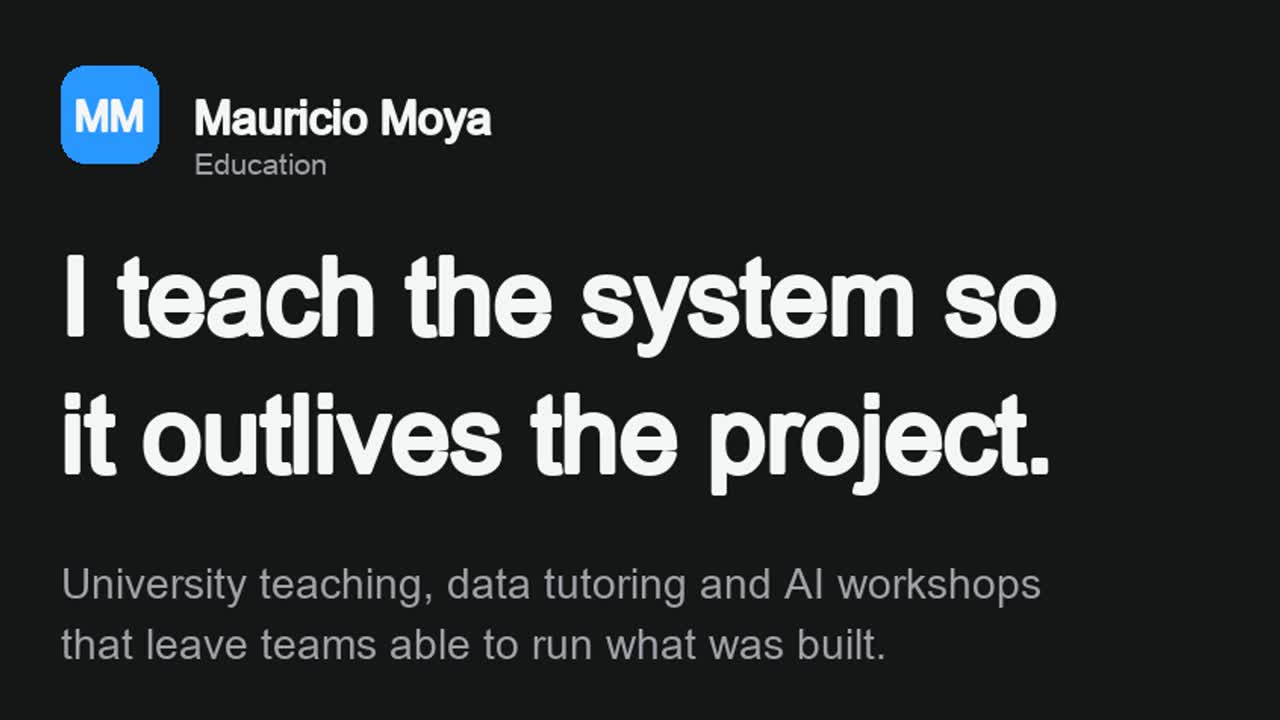 MM
Mauricio Moya
Education
I teach the system so
it outlives the project.
University teaching, data tutoring and AI workshops
that leave teams able to run what was built.